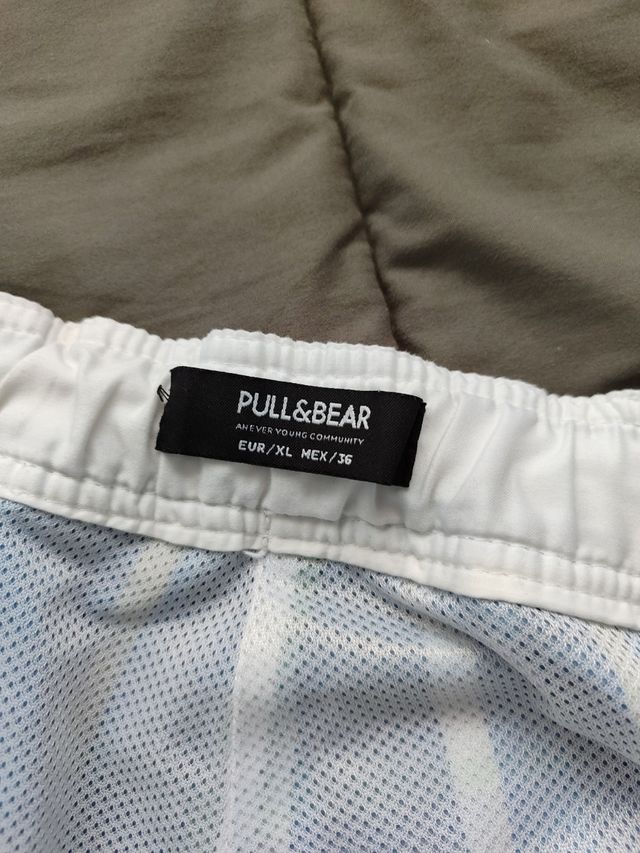 PULL&BEAR
AN EVER YOUNG COMMUNITY
EUR/XL MEX/36